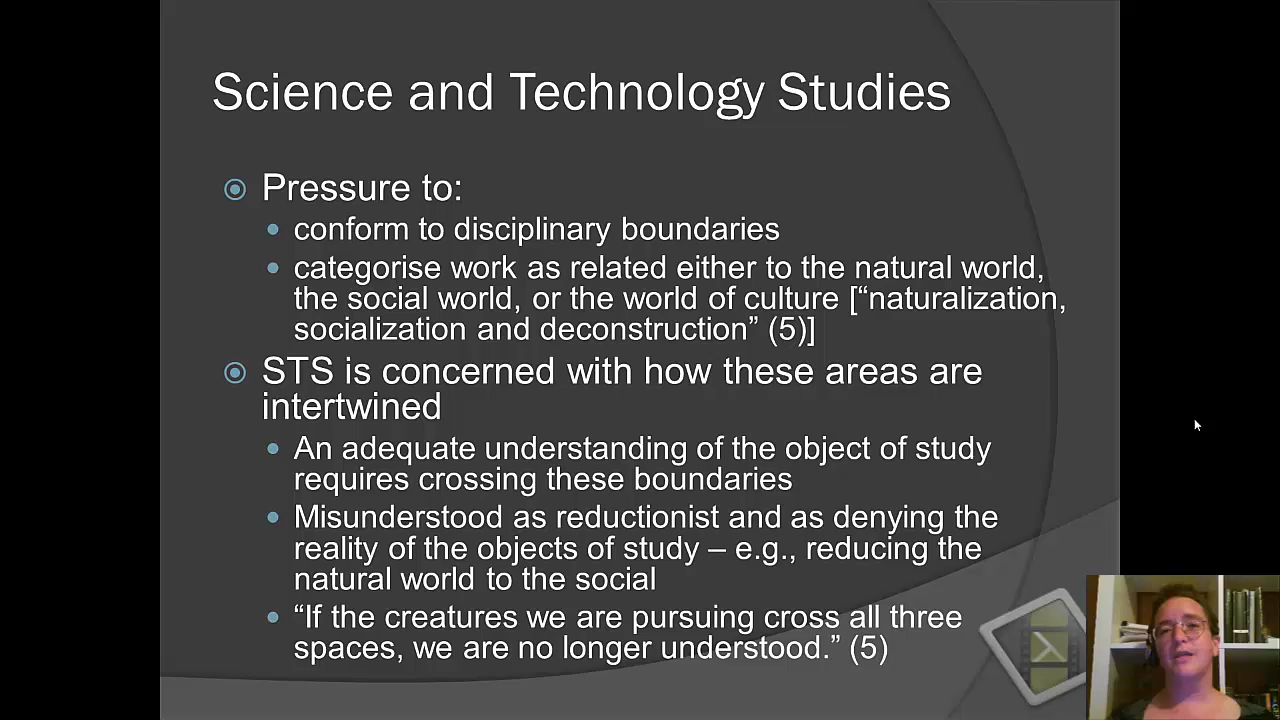 Science and Technology Studies
Pressure to:
conform to disciplinary boundaries
categorise work as related either to the natural world,
the social world, or the world of culture [“naturalization,
socialization and deconstruction” (5)]
STS is concerned with how these areas are
intertwined
An adequate understanding of the object of study
requires crossing these boundaries
Misunderstood as reductionist and as denying the
reality of the objects of study – e.g., reducing the
natural world to the social
“If the creatures we are pursuing cross all three
spaces, we are no longer understood.” (5)